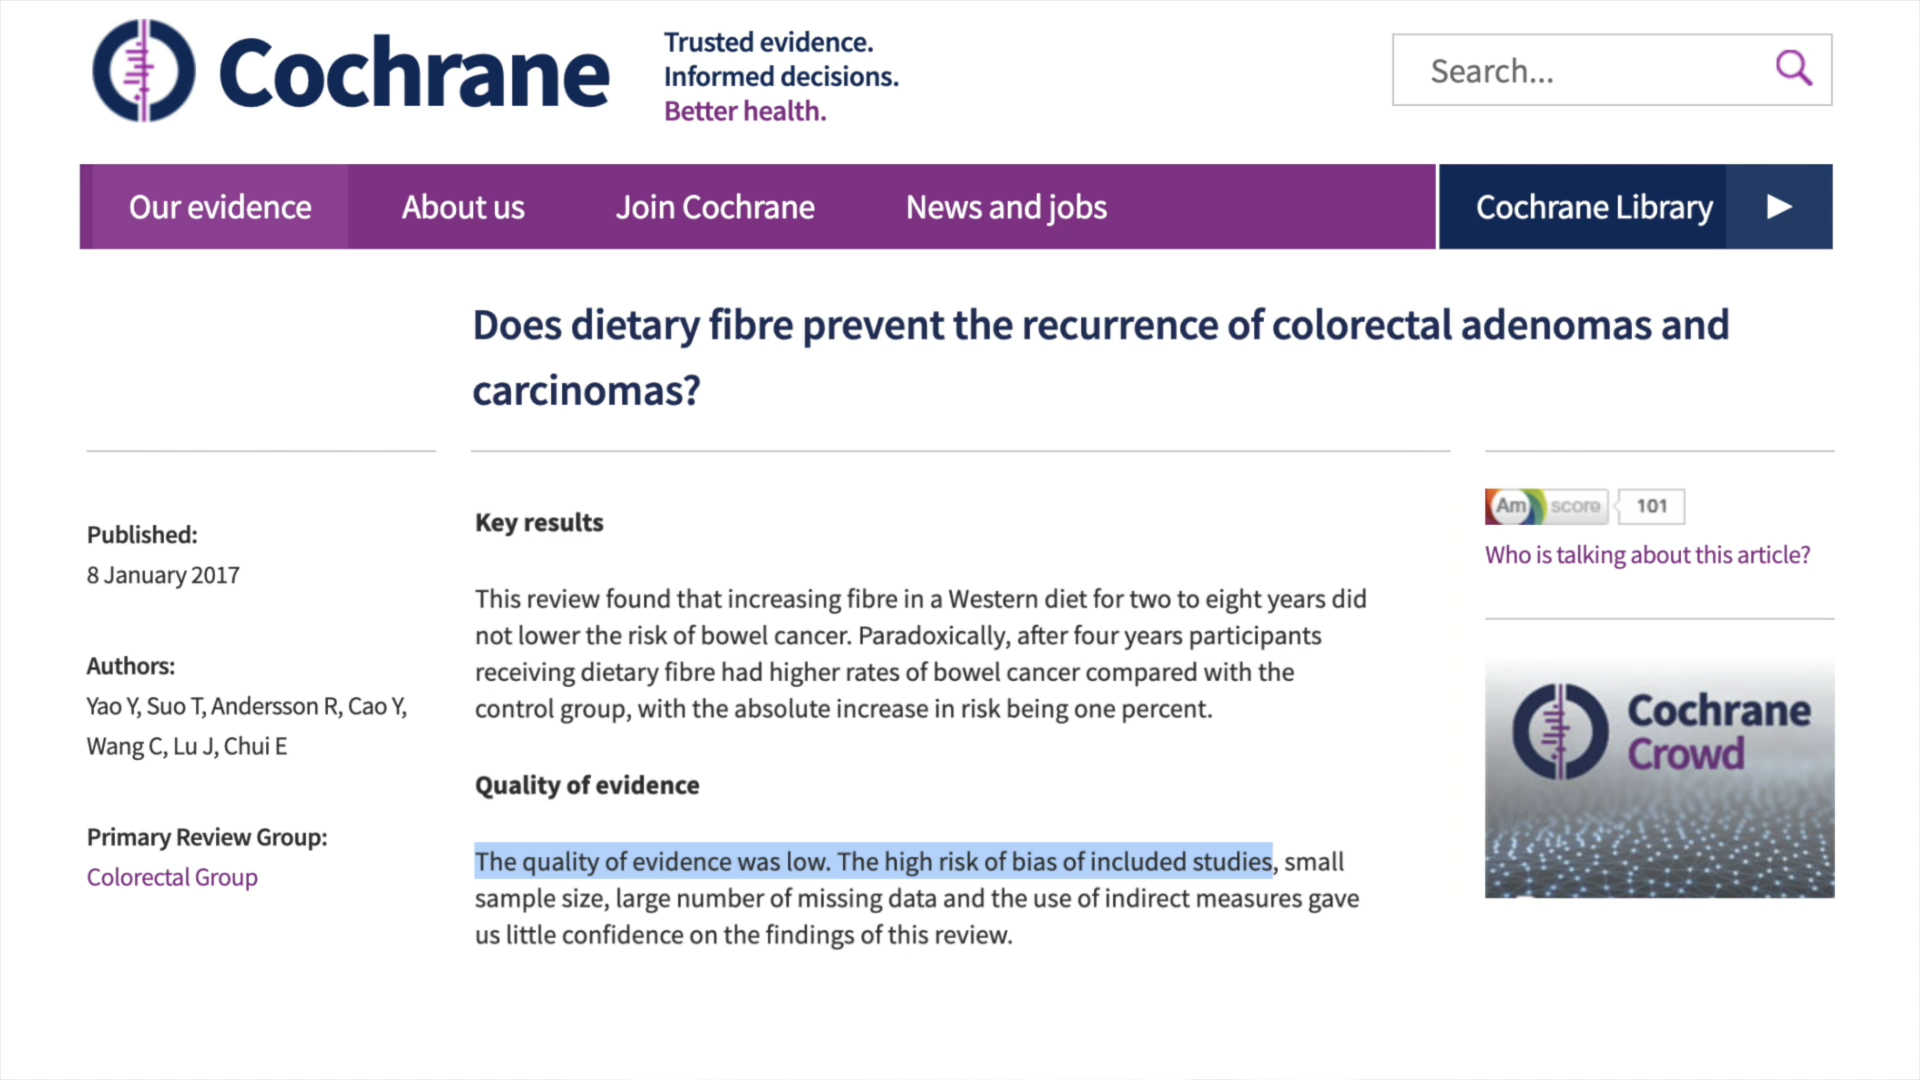 Cochrane
Trusted evidence.
Informed decisions.
Better health.
Search...
Our evidence
About us
Join Cochrane
News and jobs
Cochrane Library
Does dietary fibre prevent the recurrence of colorectal adenomas and
carcinomas?
Published:
8 January 2017
Authors:
Yao Y, Suo T, Andersson R, Cao Y,
Wang C, Lu J, Chui E
Primary Review Group:
Colorectal Group
Key results
This review found that increasing fibre in a Western diet for two to eight years did
not lower the risk of bowel cancer. Paradoxically, after four years participants
receiving dietary fibre had higher rates of bowel cancer compared with the
control group, with the absolute increase in risk being one percent.
Quality of evidence
The quality of evidence was low. The high risk of bias of included studies, small
sample size, large number of missing data and the use of indirect measures gave
us little confidence on the findings of this review.
Am score 101
Who is talking about this article?
Cochrane
Crowd